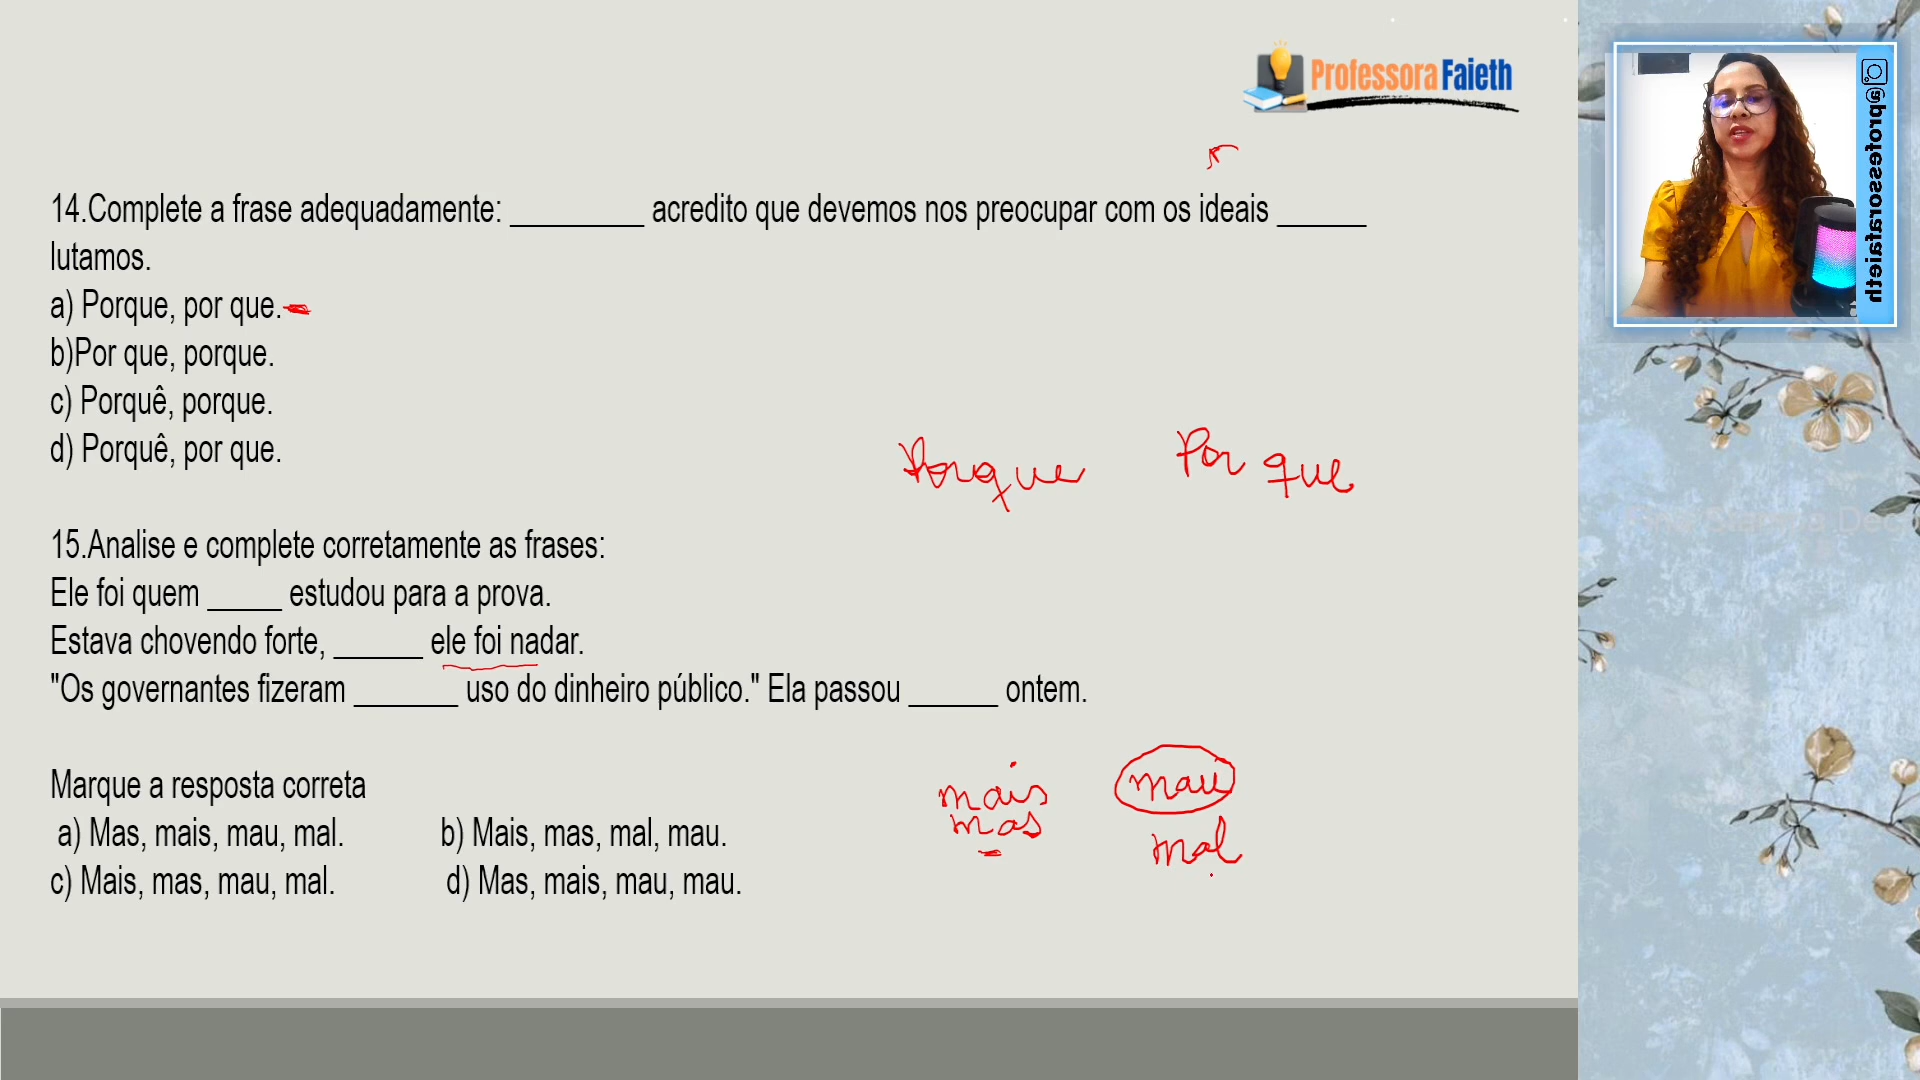 Professora Faieth
@professorafaieth
14.Complete a frase adequadamente: _________ acredito que devemos nos preocupar com os ideais ______
lutamos.
a) Porque, por que.
b)Por que, porque.
c) Porquê, porque.
d) Porquê, por que.
Porque Por que
15.Analise e complete corretamente as frases:
Ele foi quem _____ estudou para a prova.
Estava chovendo forte, ______ ele foi nadar.
"Os governantes fizeram _______ uso do dinheiro público." Ela passou ______ ontem.
Marque a resposta correta
a) Mas, mais, mau, mal. b) Mais, mas, mal, mau.
c) Mais, mas, mau, mal. d) Mas, mais, mau, mau.
mais mau
mas mal